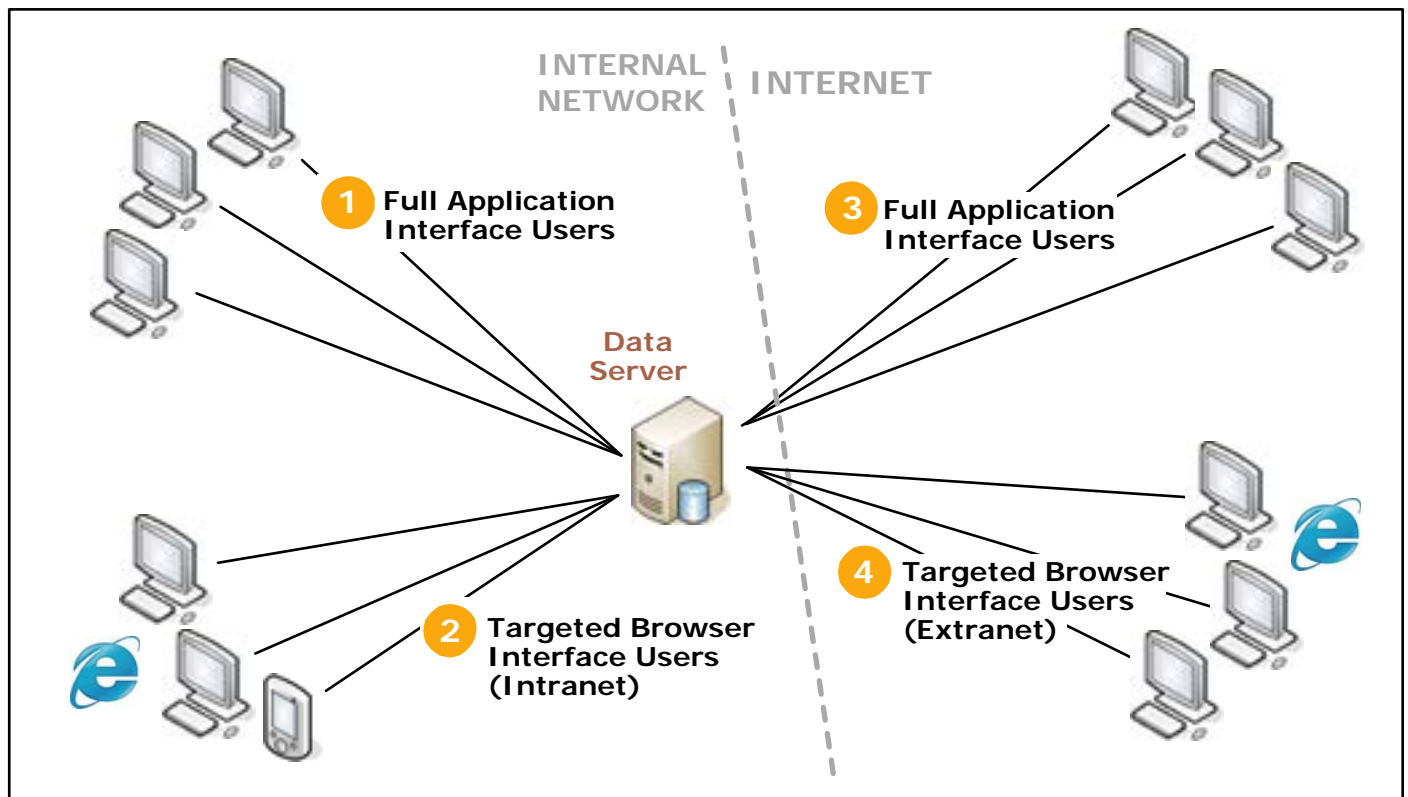 INTERNAL
NETWORK
INTERNET
1
Full Application
Interface Users
3
Full Application
Interface Users
Data
Server
2
Targeted Browser
Interface Users
(Intranet)
4
Targeted Browser
Interface Users
(Extranet)